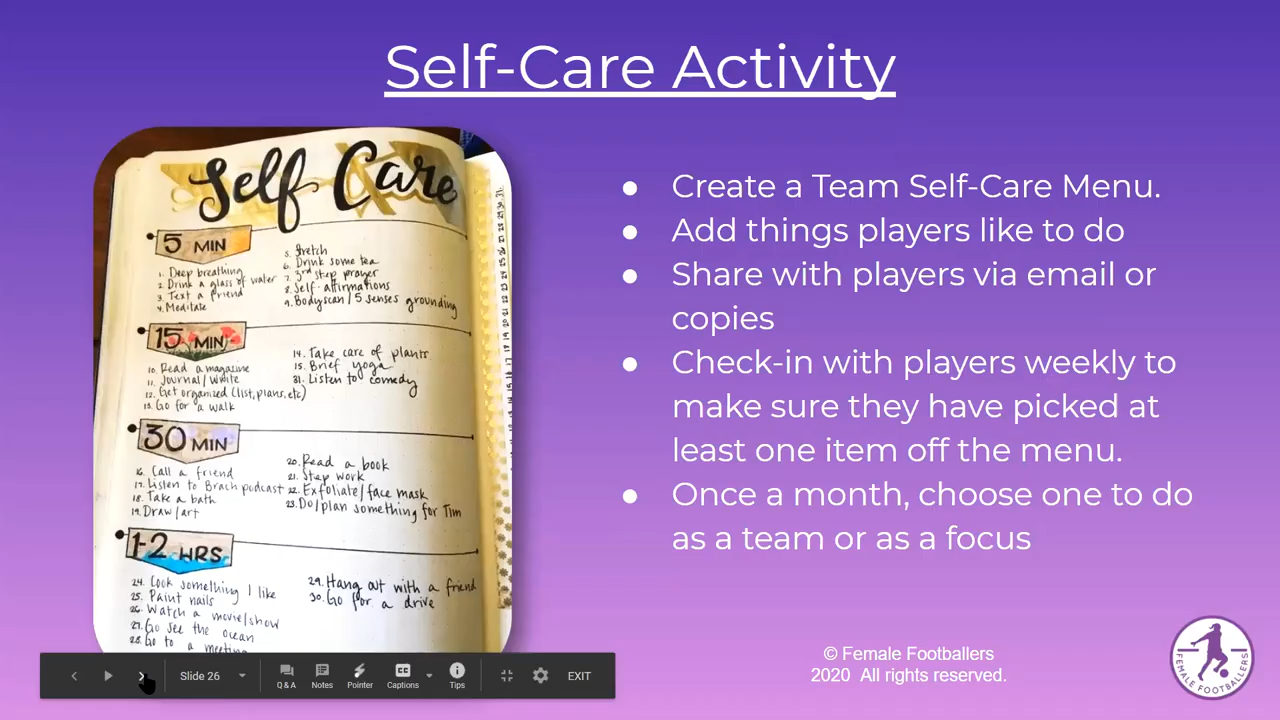 Self-Care Activity
Self Care
5 MIN
1. Deep breathing
2. Drink a glass of water
3. Text a friend
4. Meditate
5. Stretch
6. Drink some tea
7. 3rd step prayer
8. Self-affirmations
9. Bodyscan/5 senses grounding
15 MIN
10. Read a magazine
11. Journal/write
12. Get organized (list, plans, etc)
13. Go for a walk
14. Take care of plants
15. Brief yoga
31. Listen to comedy
30 MIN
16. Call a friend
17. Listen to Brach podcast
18. Take a bath
19. Draw/art
20. Read a book
21. Step work
22. Exfoliate/face mask
23. Do/plan something for Tim
1-2 HRS
24. Cook something I like
25. Paint nails
26. Watch a movie/show
27. Go see the ocean
28. Go to a meeting
29. Hang out with a friend
30. Go for a drive
● Create a Team Self-Care Menu.
● Add things players like to do
● Share with players via email or
copies
● Check-in with players weekly to
make sure they have picked at
least one item off the menu.
● Once a month, choose one to do
as a team or as a focus
© Female Footballers
2020 All rights reserved.
FEMALE FOOTBALLERS
Slide 26
Q & A
Notes
Pointer
Captions
Tips
EXIT